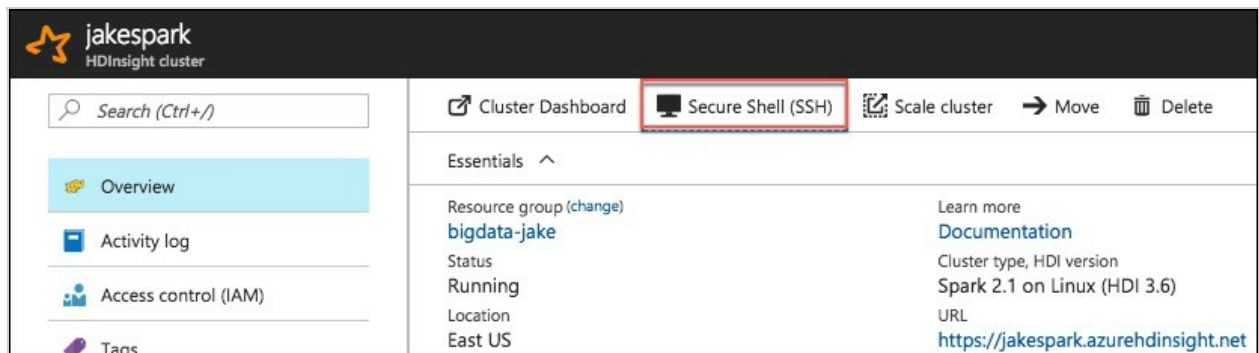 jakespark
HDInsight cluster
Search (Ctrl+/)
Cluster Dashboard Secure Shell (SSH) Scale cluster Move Delete
Essentials
Overview
Activity log
Access control (IAM)
Tags
Resource group (change)
bigdata-jake
Status
Running
Location
East US
Learn more
Documentation
Cluster type, HDI version
Spark 2.1 on Linux (HDI 3.6)
URL
https://jakespark.azurehdinsight.net